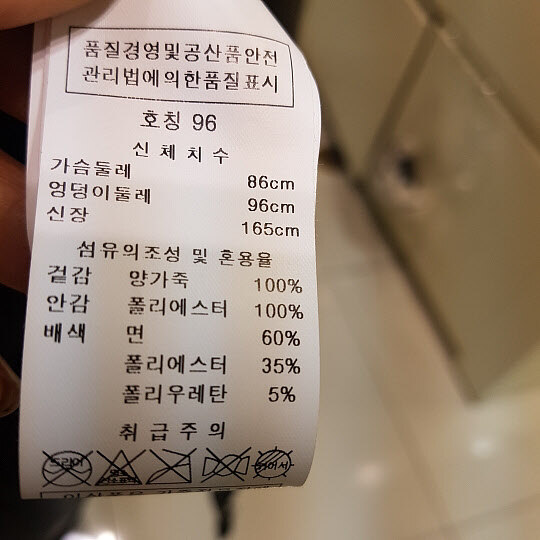 품질경영및공산품안전
관리법에의한품질표시
호칭 96
신체치수
가슴둘레 86cm
엉덩이둘레 96cm
신장 165cm
섬유의조성 및 혼용율
겉감 양가죽 100%
안감 폴리에스터 100%
배색 면 60%
폴리에스터 35%
폴리우레탄 5%
취급주의
드라이